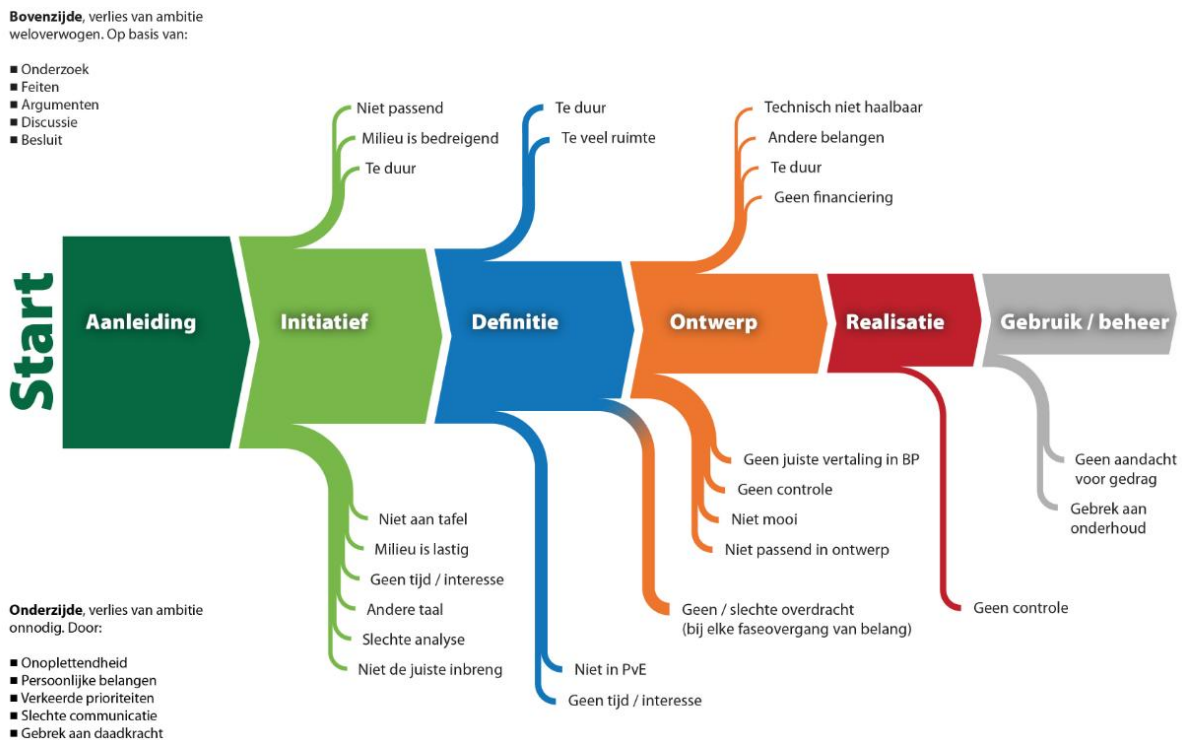 Bovenzijde, verlies van ambitie
weloverwogen. Op basis van:
■ Onderzoek
■ Feiten
■ Argumenten
■ Discussie
■ Besluit
Niet passend
Milieu is bedreigend
Te duur
Te duur
Te veel ruimte
Technisch niet haalbaar
Andere belangen
Te duur
Geen financiering
Start
Aanleiding
Initiatief
Definitie
Ontwerp
Realisatie
Gebruik / beheer
Niet aan tafel
Milieu is lastig
Geen tijd / interesse
Andere taal
Slechte analyse
Niet de juiste inbreng
Niet in PvE
Geen tijd / interesse
Geen / slechte overdracht
(bij elke faseovergang van belang)
Geen juiste vertaling in BP
Geen controle
Niet mooi
Niet passend in ontwerp
Geen controle
Geen aandacht
voor gedrag
Gebrek aan
onderhoud
Onderzijde, verlies van ambitie
onnodig. Door:
■ Onoplettendheid
■ Persoonlijke belangen
■ Verkeerde prioriteiten
■ Slechte communicatie
■ Gebrek aan daadkracht